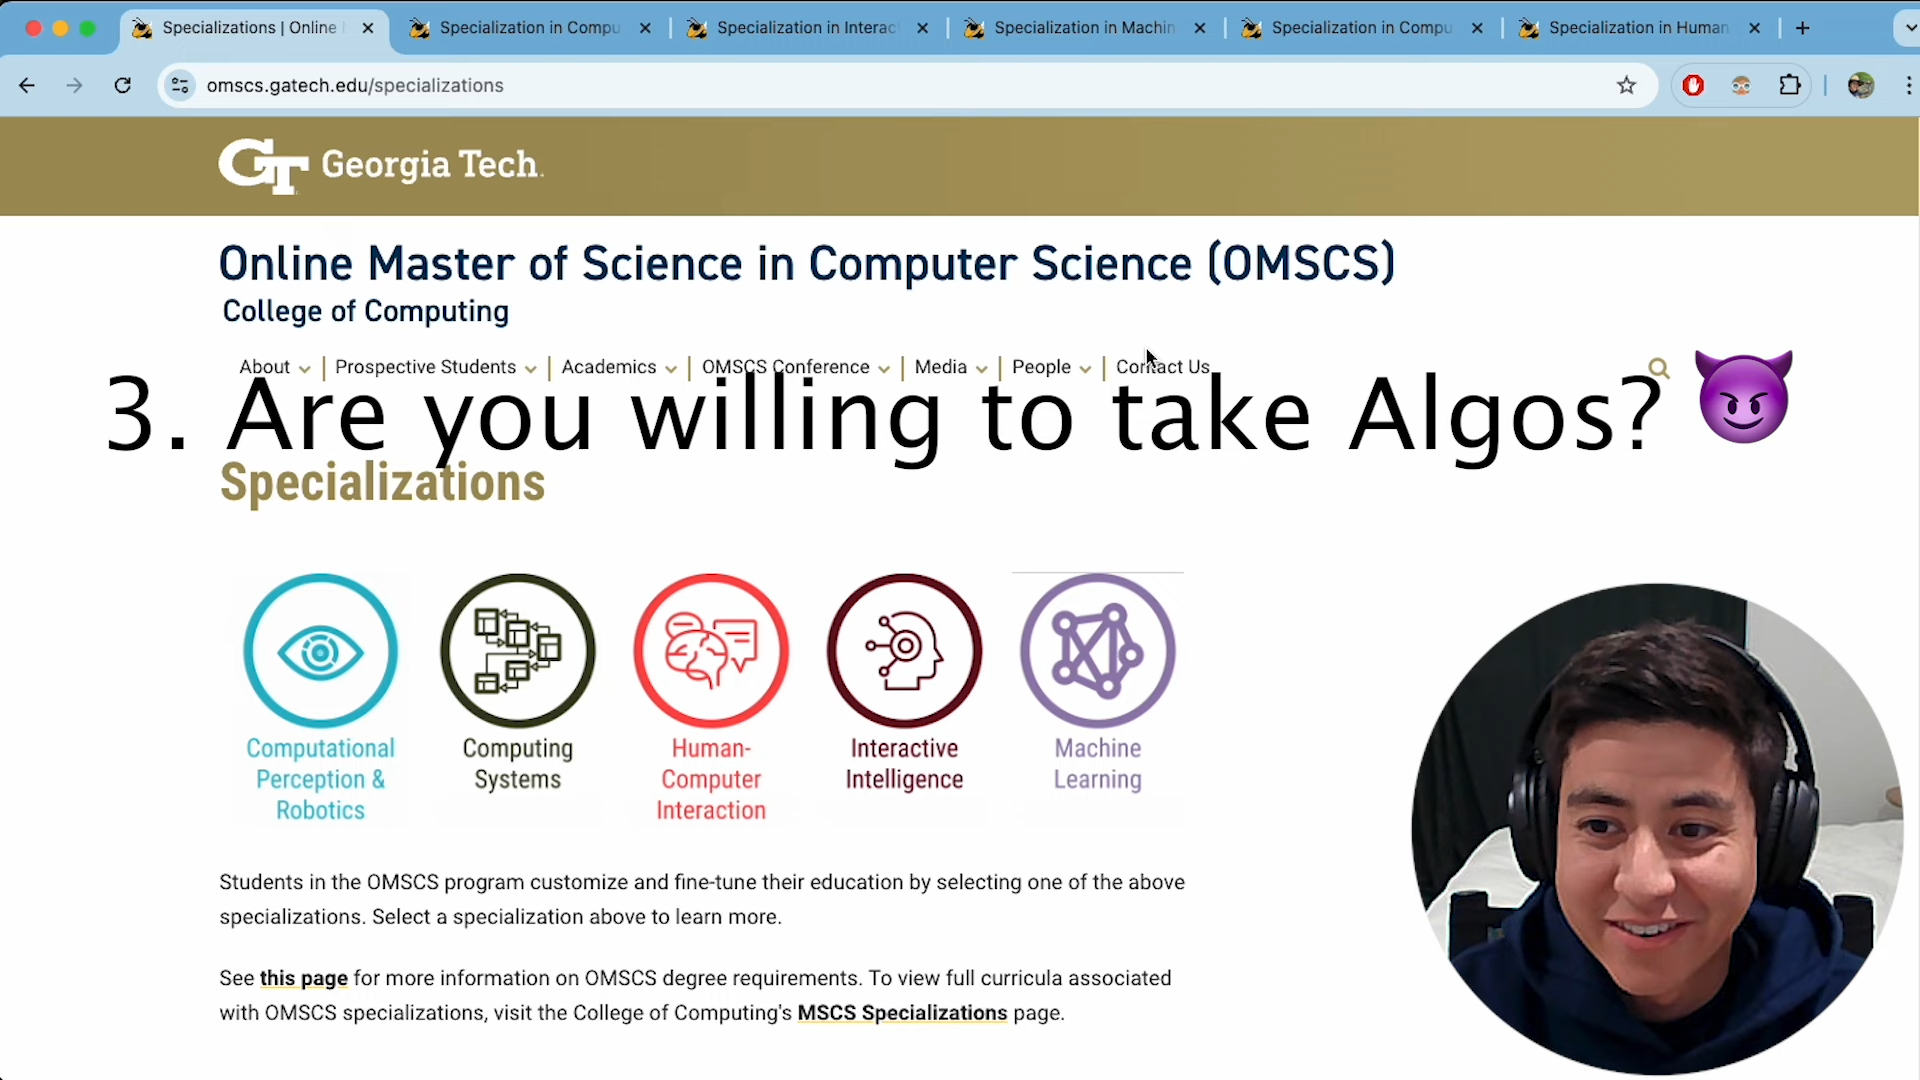 Specializations | Online
Specialization in Compu
Specialization in Interac
Specialization in Machin
Specialization in Compu
Specialization in Human
omscs.gatech.edu/specializations
GT Georgia Tech.
Online Master of Science in Computer Science (OMSCS)
College of Computing
About | Prospective Students | Academics | OMSCS Conference | Media | People | Contact Us
3. Are you willing to take Algos? 😈
Specializations
Computational
Perception &
Robotics
Computing
Systems
Human-
Computer
Interaction
Interactive
Intelligence
Machine
Learning
Students in the OMSCS program customize and fine-tune their education by selecting one of the above
specializations. Select a specialization above to learn more.
See this page for more information on OMSCS degree requirements. To view full curricula associated
with OMSCS specializations, visit the College of Computing's MSCS Specializations page.